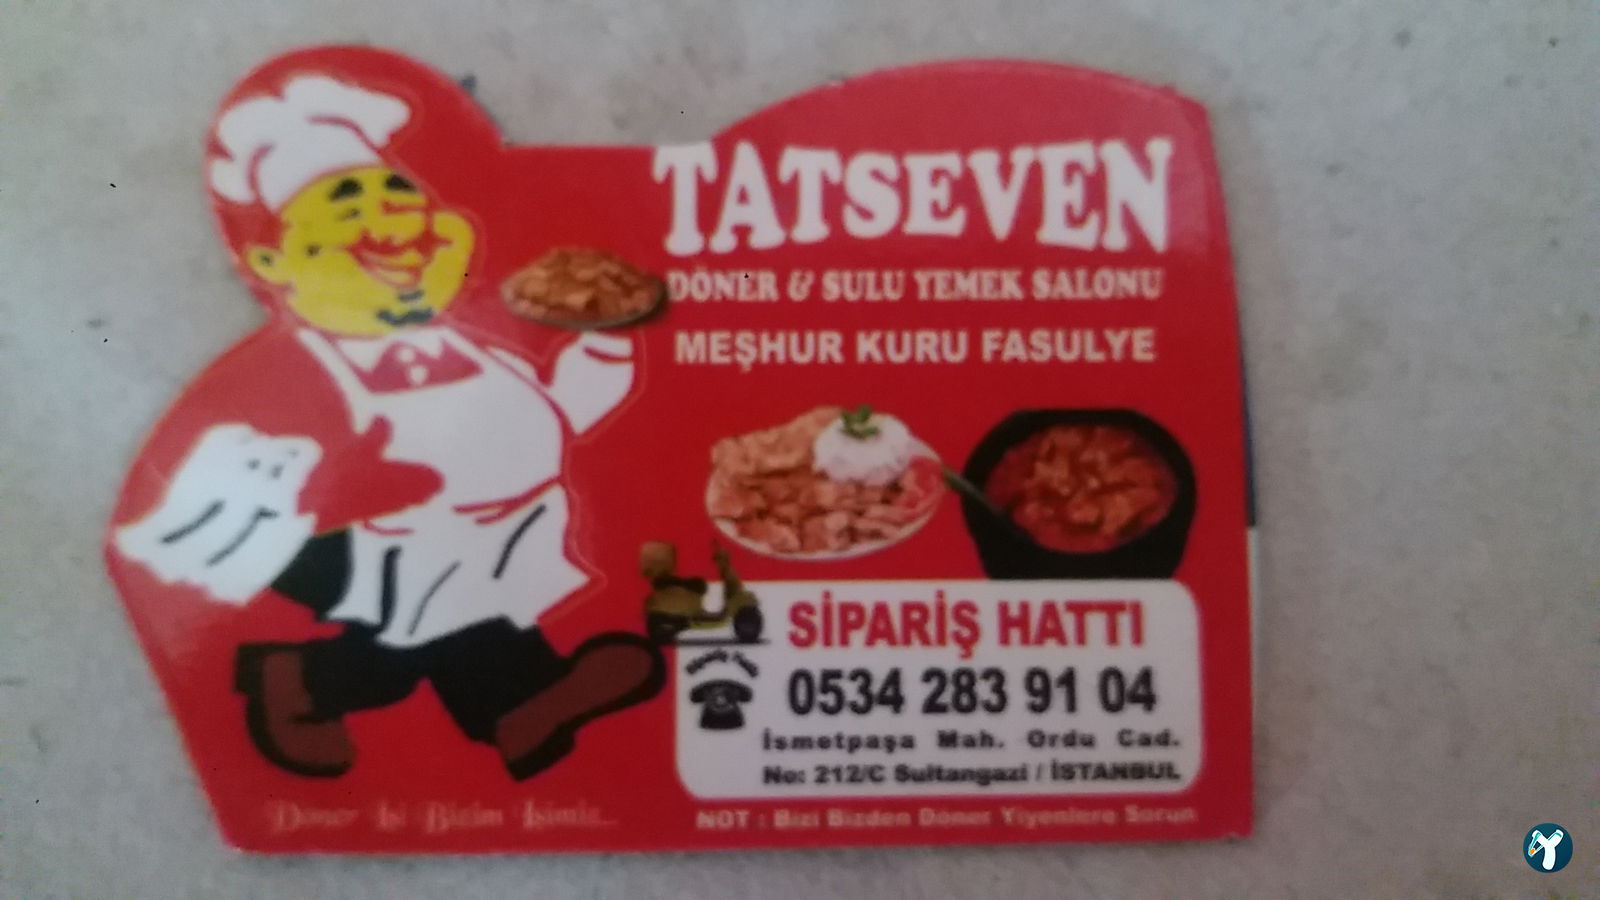 TATSEVEN
DÖNER & SULU YEMEK SALONU
MEŞHUR KURU FASULYE
SİPARİŞ HATTI
0534 283 91 04
İsmetpaşa Mah. Ordu Cad.
No: 212/C Sultangazi / İSTANBUL
Döner İşi Bizim İşimiz...
NOT : Bizi Bizden Döner Yiyenlere Sorun